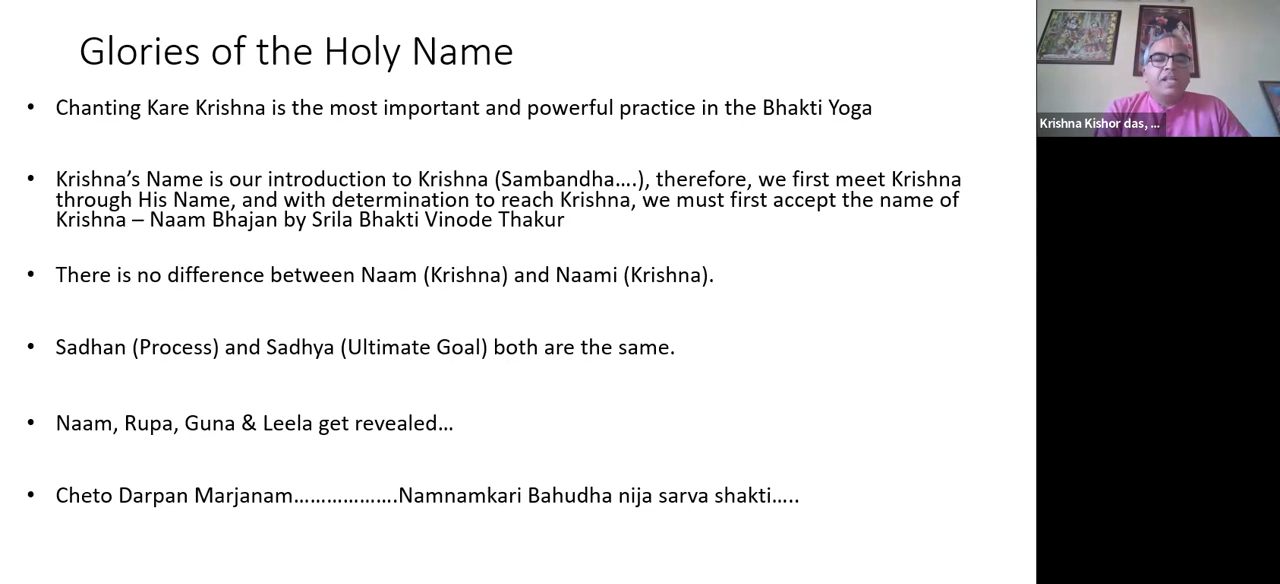 Glories of the Holy Name
• Chanting Kare Krishna is the most important and powerful practice in the Bhakti Yoga
• Krishna’s Name is our introduction to Krishna (Sambandha....), therefore, we first meet Krishna
through His Name, and with determination to reach Krishna, we must first accept the name of
Krishna – Naam Bhajan by Srila Bhakti Vinode Thakur
• There is no difference between Naam (Krishna) and Naami (Krishna).
• Sadhan (Process) and Sadhya (Ultimate Goal) both are the same.
• Naam, Rupa, Guna & Leela get revealed…
• Cheto Darpan Marjanam………………..Namnamkari Bahudha nija sarva shakti…..
Krishna Kishor das, ...